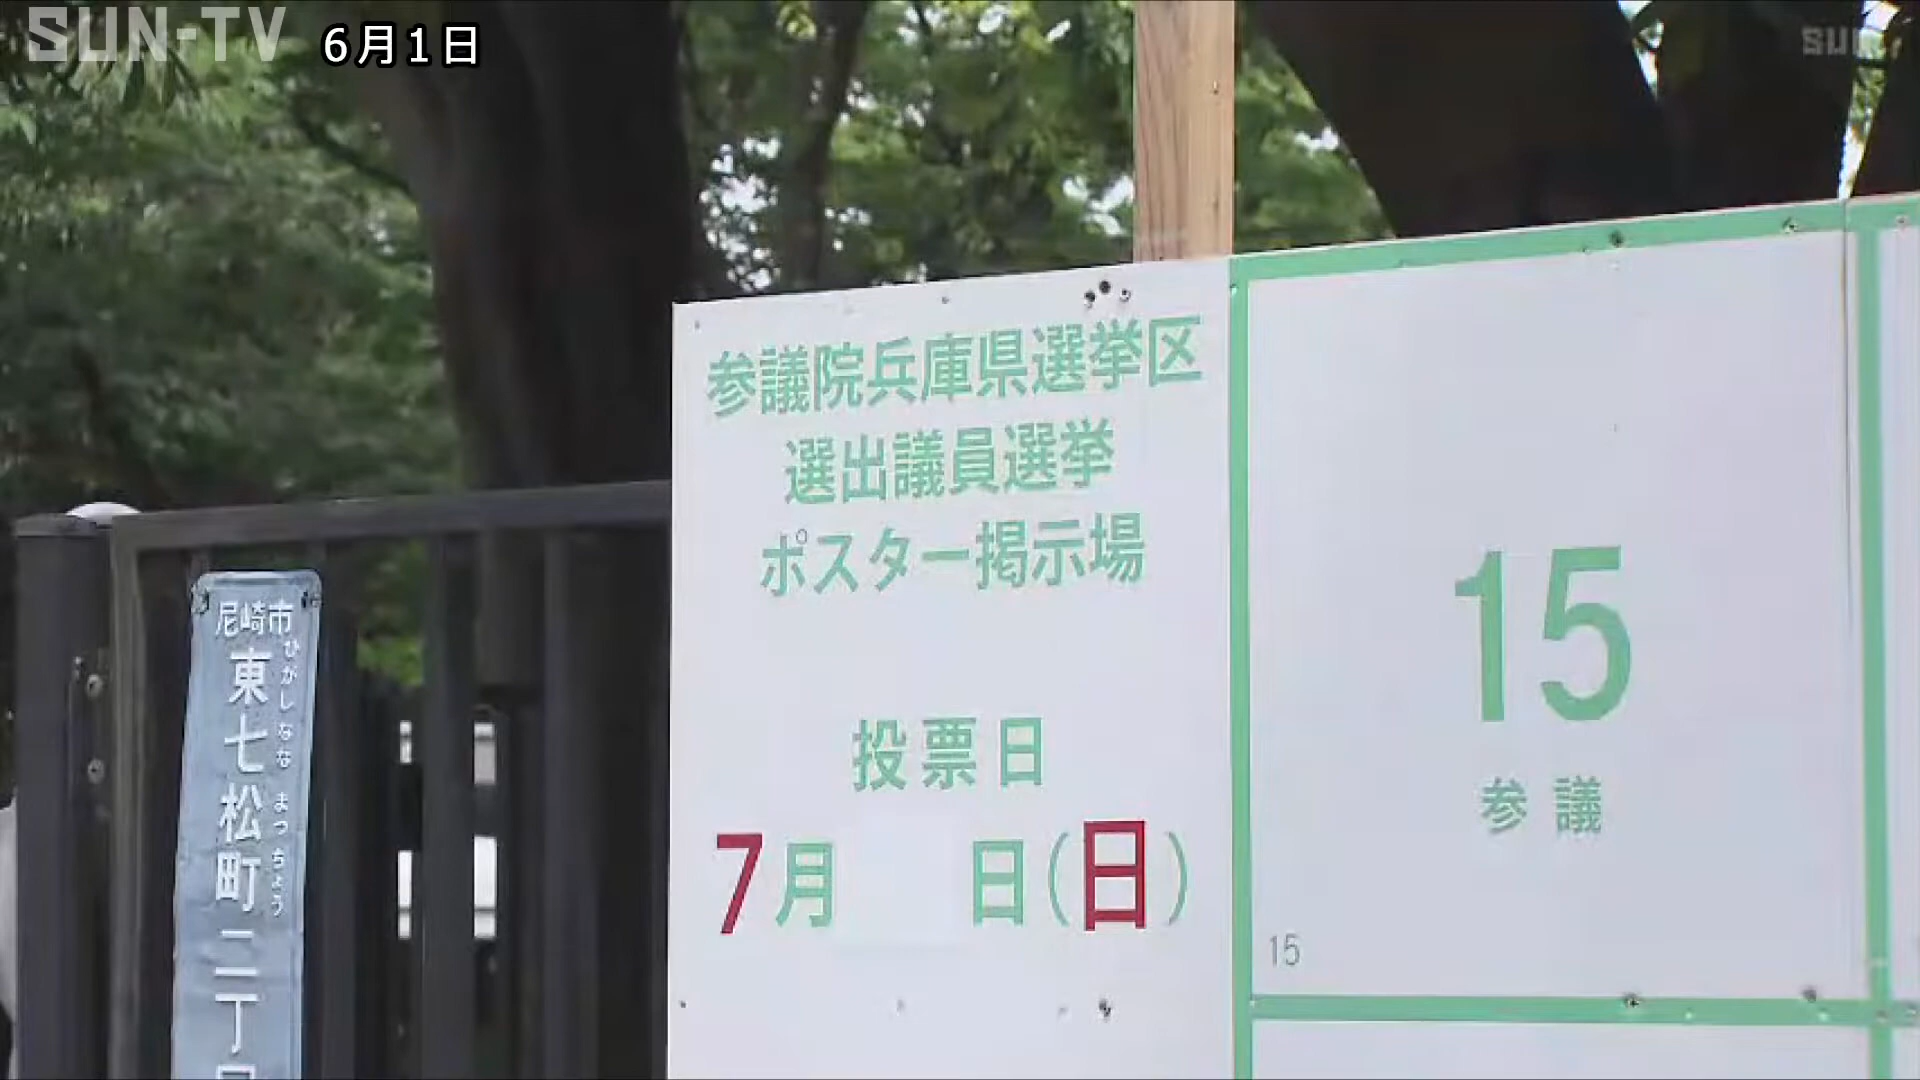 SUN-TV
6月1日
sun
参議院兵庫県選挙区
選出議員選挙
ポスター掲示場
投票日
7月 日(日)
15
参議
15
尼崎市
東七松町二丁
ひがしなな まつ ちょう